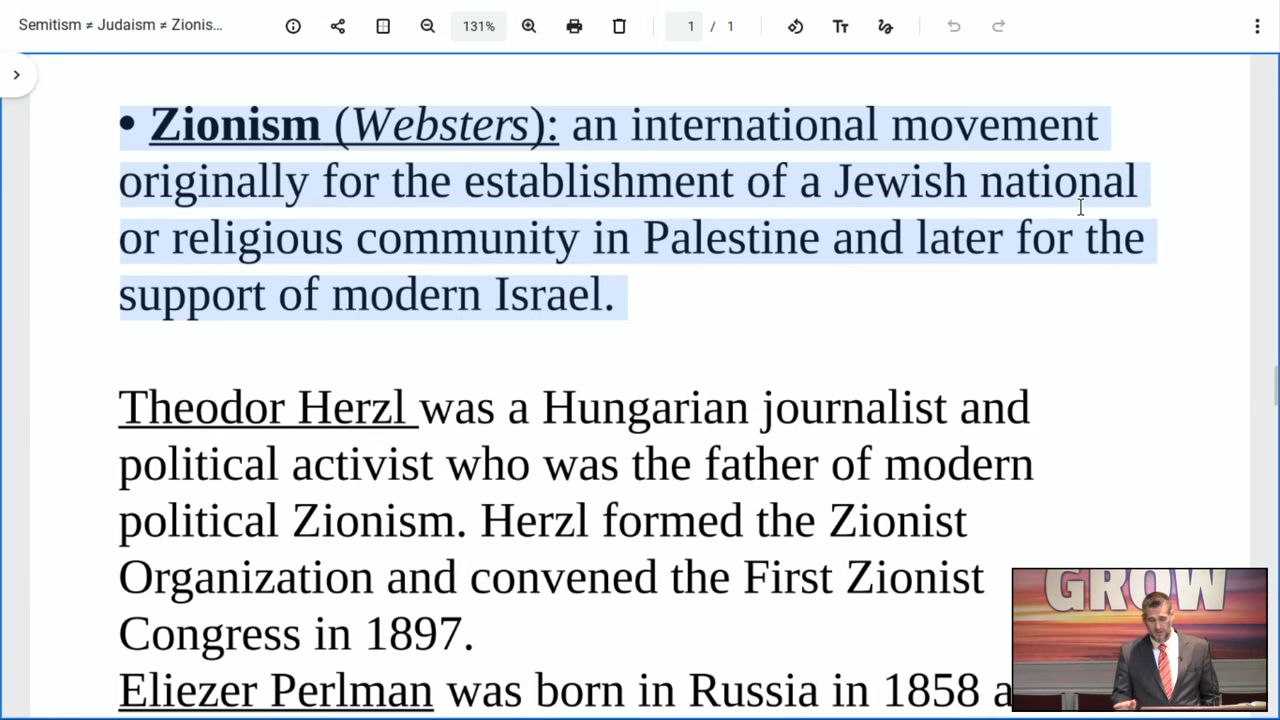 Semitism ≠ Judaism ≠ Zionis...
131%
1 / 1
• Zionism (Websters): an international movement
originally for the establishment of a Jewish national
or religious community in Palestine and later for the
support of modern Israel.
Theodor Herzl was a Hungarian journalist and
political activist who was the father of modern
political Zionism. Herzl formed the Zionist
Organization and convened the First Zionist
Congress in 1897.
Eliezer Perlman was born in Russia in 1858 a
GROW